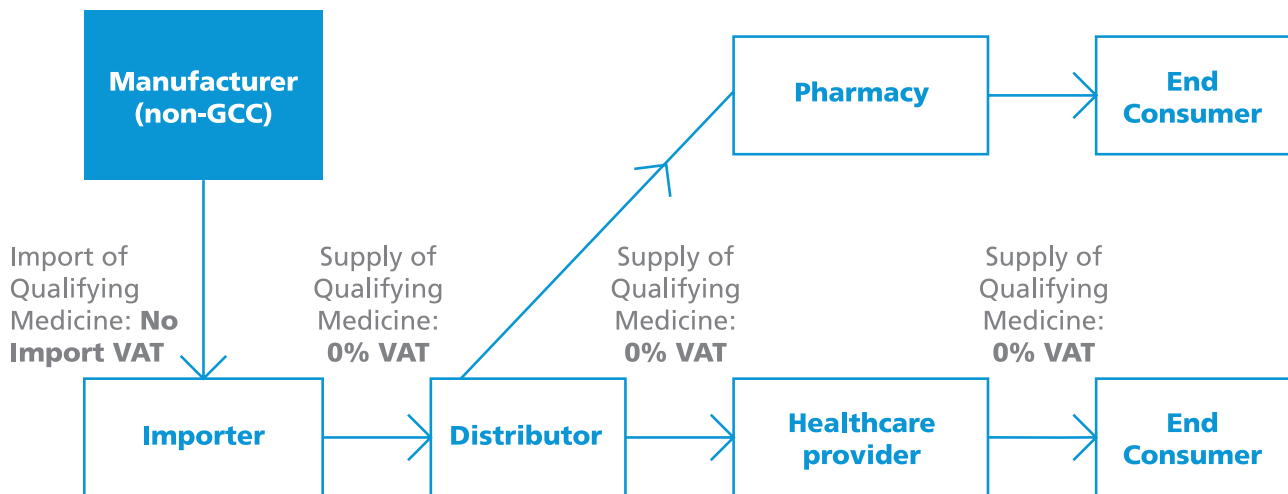 Manufacturer
(non-GCC)
Pharmacy
End
Consumer
Import of
Qualifying
Medicine: No
Import VAT
Supply of
Qualifying
Medicine:
0% VAT
Supply of
Qualifying
Medicine:
0% VAT
Supply of
Qualifying
Medicine:
0% VAT
Importer
Distributor
Healthcare
provider
End
Consumer